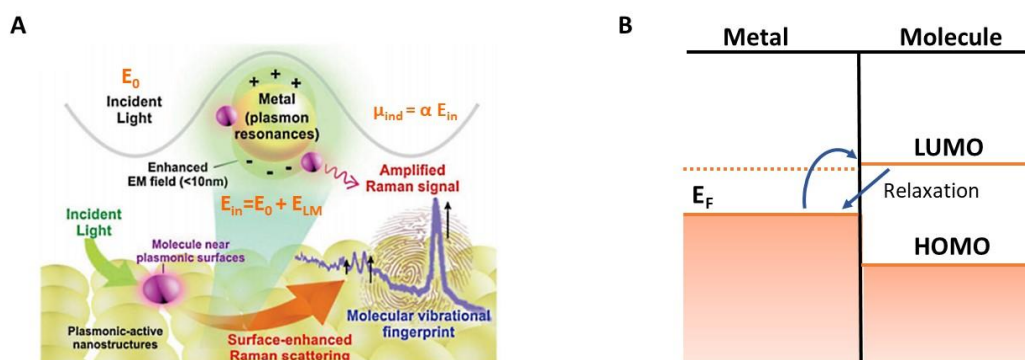 A
E₀
Incident
Light
+ + +
Metal
(plasmon
resonances)
- - -
μind = α Ein
Enhanced
EM field (<10nm)
Amplified
Raman signal
Ein=E0 + ELM
Incident
Light
Molecule near
plasmonic surfaces
Plasmonic-active
nanostructures
Surface-enhanced
Raman scattering
Molecular vibrational
fingerprint
B
Metal
Molecule
LUMO
Relaxation
EF
HOMO